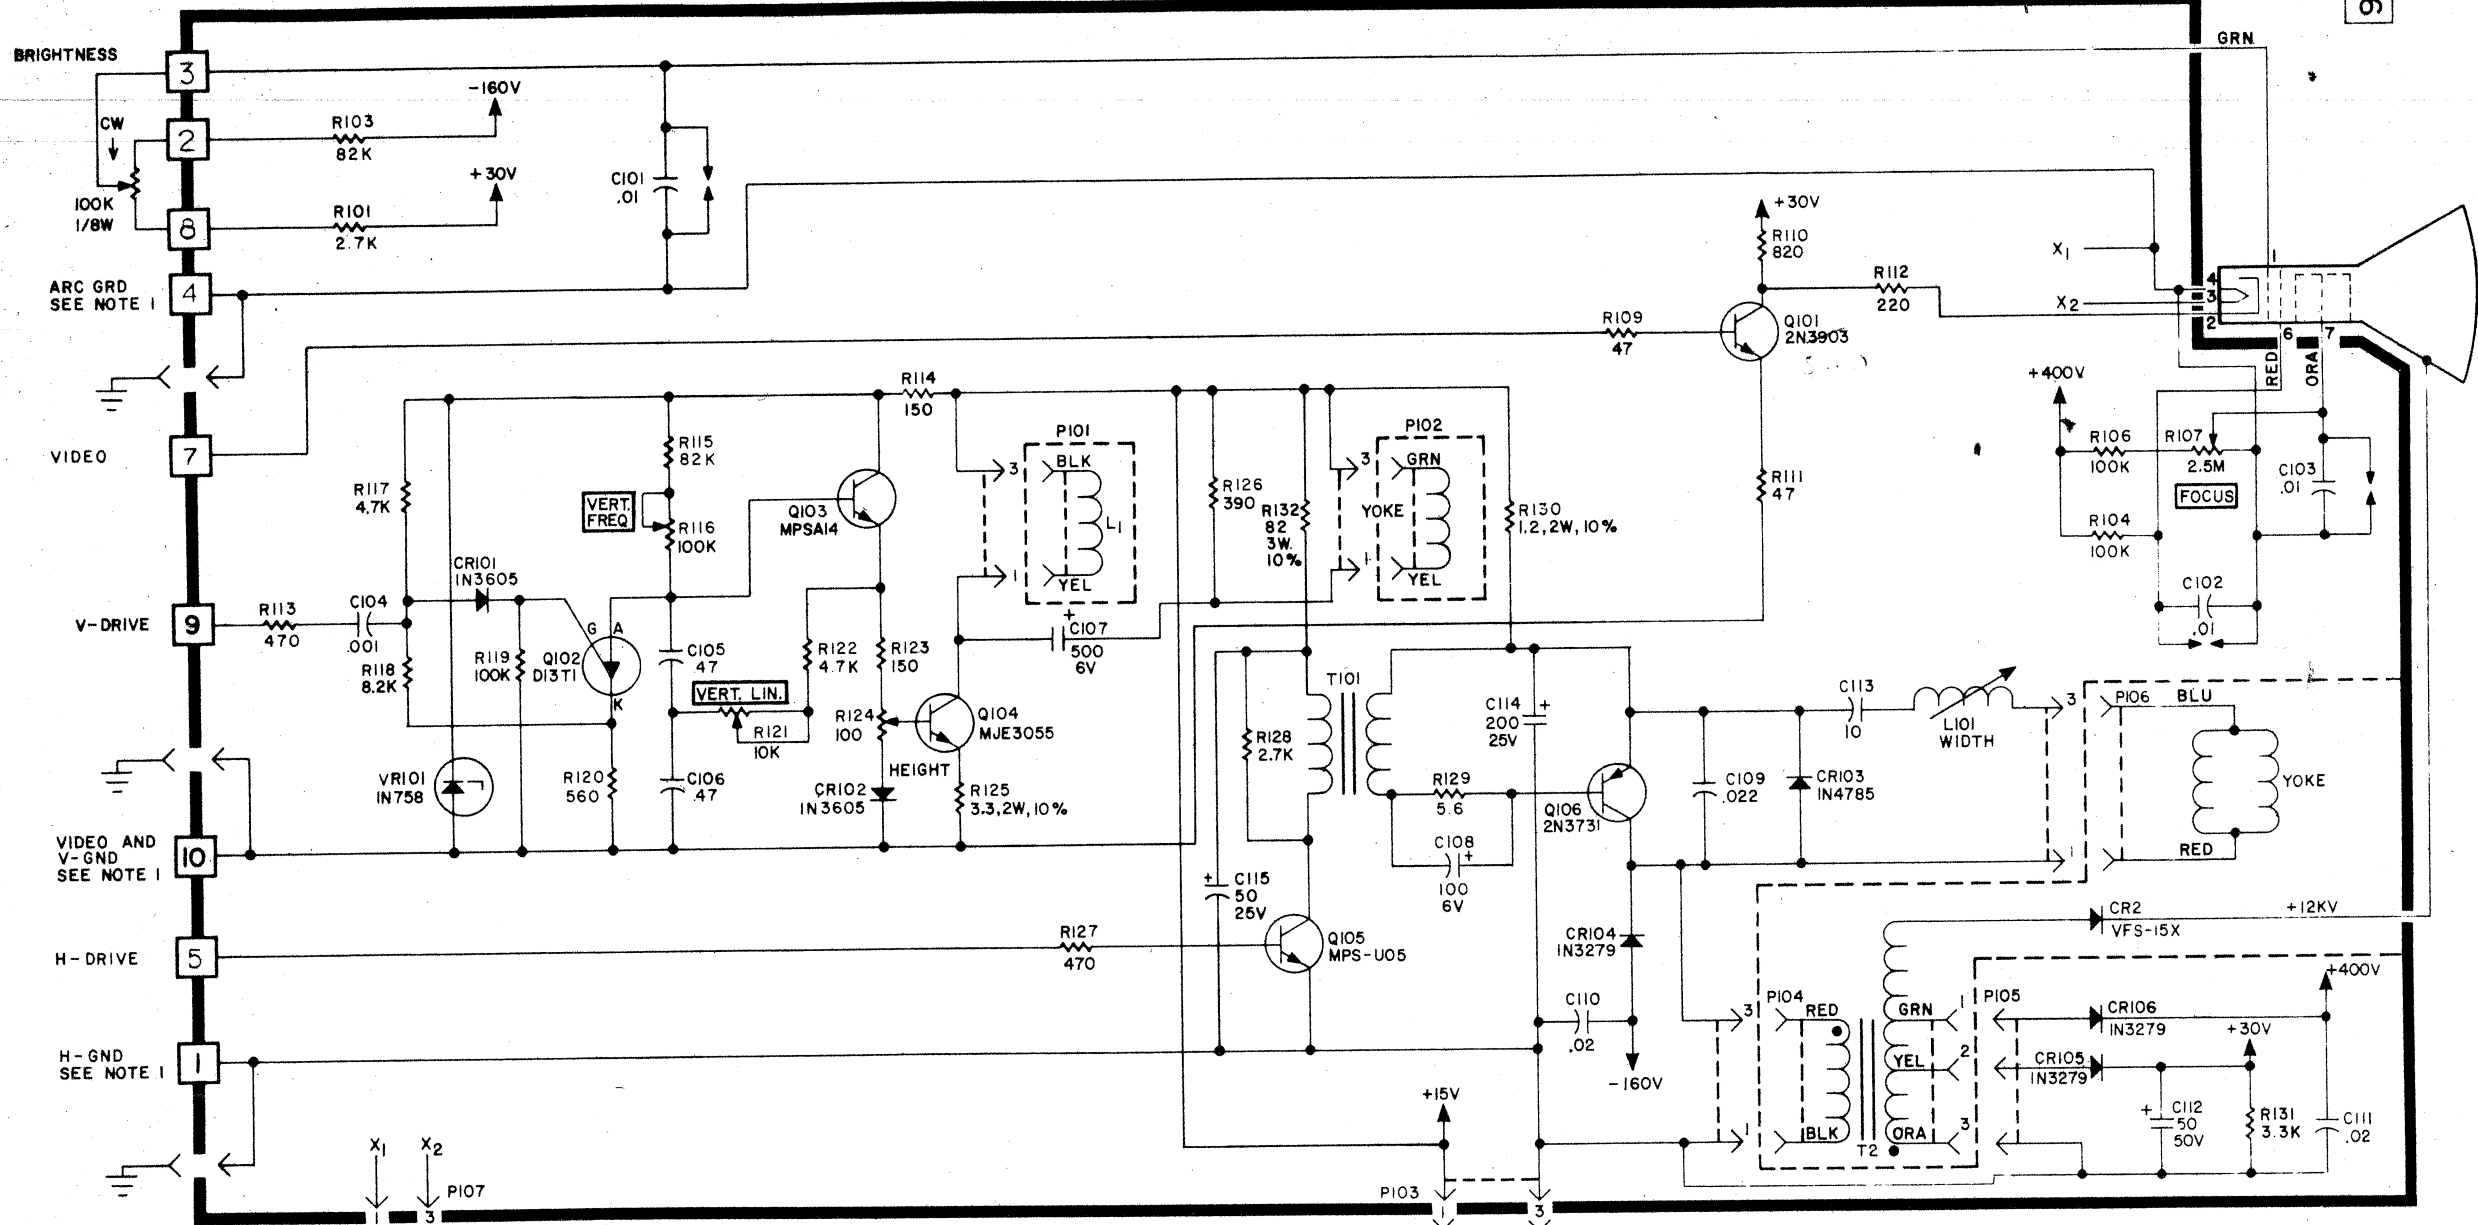 6
BRIGHTNESS
3
GRN
CW
2
R103
82K
-160V
+30V
100K
1/8W
8
R101
2.7K
C101
.01
ARC GRD
SEE NOTE 1
4
+30V
R110
820
R112
220
R109
47
Q101
2N3903
X1
X2
4
3
2
6
7
RED
ORA
+400V
R106
100K
R107
2.5M
FOCUS
C103
.01
R104
100K
C102
.01
VIDEO
7
R114
150
R117
4.7K
R115
82K
VERT.
FREQ
R116
100K
Q103
MPSA14
P101
3
BLK
L1
1
YEL
R126
390
R132
82
3W.
10%
P102
3
GRN
YOKE
1
YEL
R130
1.2,2W,10%
R111
47
V-DRIVE
9
R113
470
C104
.001
CR101
1N3605
R118
8.2K
R119
100K
G
A
K
Q102
D13T1
C105
.47
VERT. LIN.
R121
10K
R122
4.7K
R123
150
R124
100
HEIGHT
Q104
MJE3055
C107
+
500
6V
VR101
1N758
R120
560
C106
.47
CR102
1N3605
R125
3.3,2W,10%
R128
2.7K
T101
C114
200
25V
+
R129
5.6
C108
+
100
6V
Q106
2N3731
C109
.022
CR103
1N4785
C113
10
L101
WIDTH
3
P106
BLU
YOKE
1
RED
VIDEO AND
V-GND
SEE NOTE 1
10
+
C115
50
25V
H-DRIVE
5
R127
470
Q105
MPS-U05
CR104
1N3279
C110
.02
-160V
CR2
VFS-15X
+12KV
3
P104
RED
1
BLK
T2
GRN
1
P105
YEL
2
ORA
3
CR106
1N3279
CR105
1N3279
+400V
+30V
+
C112
50
50V
R131
3.3K
C111
.02
H-GND
SEE NOTE 1
1
+15V
X1
X2
P107
1
3
P103
1
3